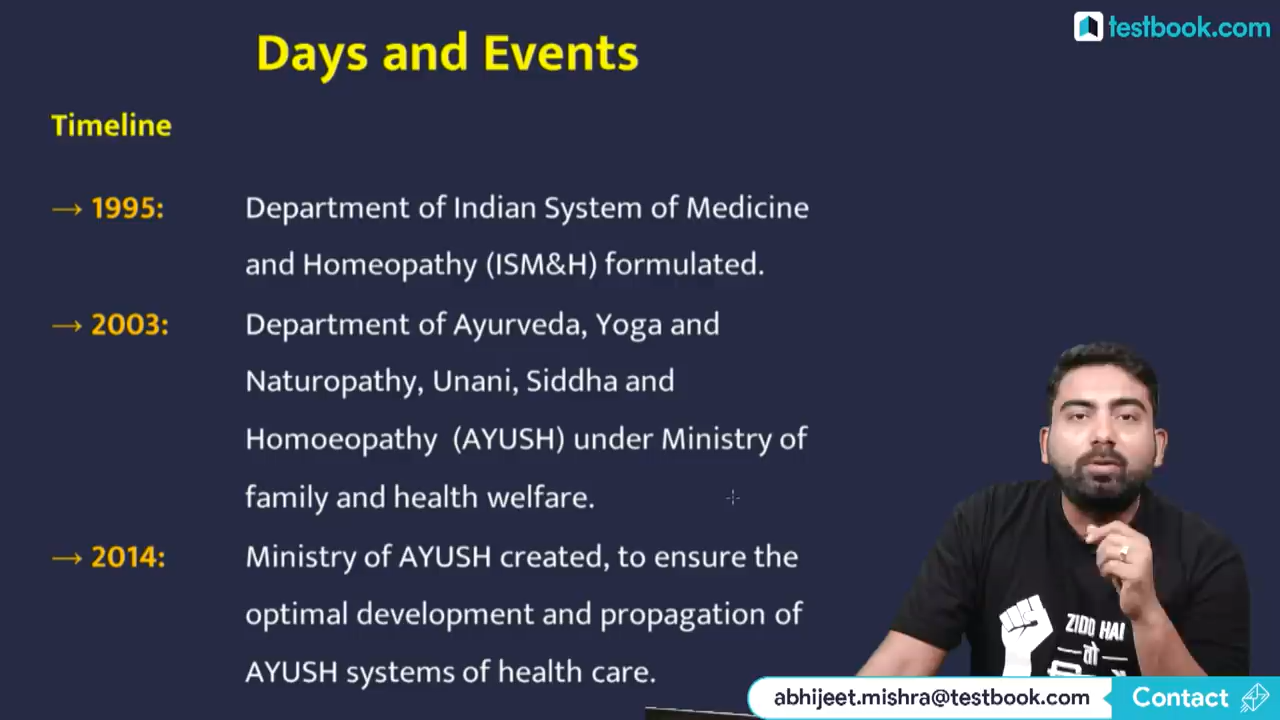 testbook.com
Days and Events
Timeline
→ 1995: Department of Indian System of Medicine
and Homeopathy (ISM&H) formulated.
→ 2003: Department of Ayurveda, Yoga and
Naturopathy, Unani, Siddha and
Homoeopathy (AYUSH) under Ministry of
family and health welfare.
→ 2014: Ministry of AYUSH created, to ensure the
optimal development and propagation of
AYUSH systems of health care.
ZIDD HAI
तो
abhijeet.mishra@testbook.com Contact